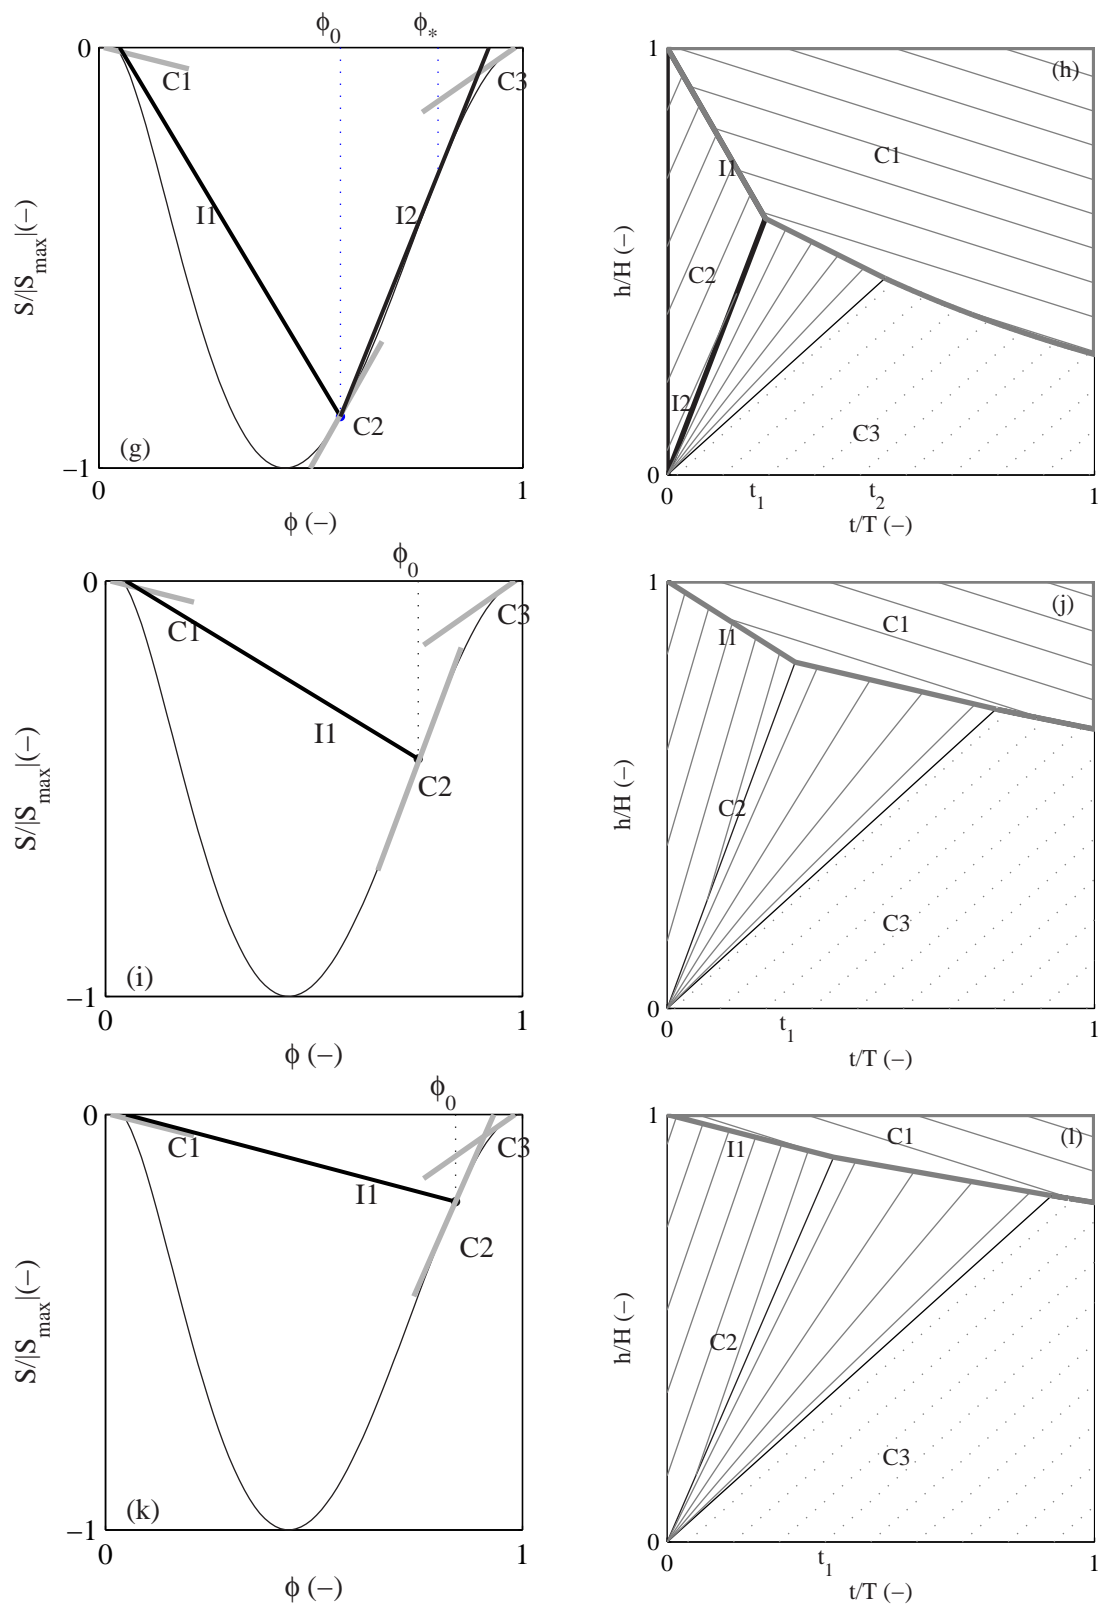 ϕ0 ϕ*
0
C1
C3
I1
I2
C2
S/|Smax|(−)
(g)
−1
0
1
ϕ (−)
1
(h)
C1
I1
C2
I2
C3
h/H (−)
0
0
t1
t2
1
t/T (−)
ϕ0
0
C1
C3
I1
C2
S/|Smax|(−)
(i)
−1
0
1
ϕ (−)
1
(j)
C1
I1
C2
C3
h/H (−)
0
0
t1
1
t/T (−)
ϕ0
0
C1
C3
I1
C2
S/|Smax|(−)
(k)
−1
0
1
ϕ (−)
1
(l)
C1
I1
C2
C3
h/H (−)
0
0
t1
1
t/T (−)